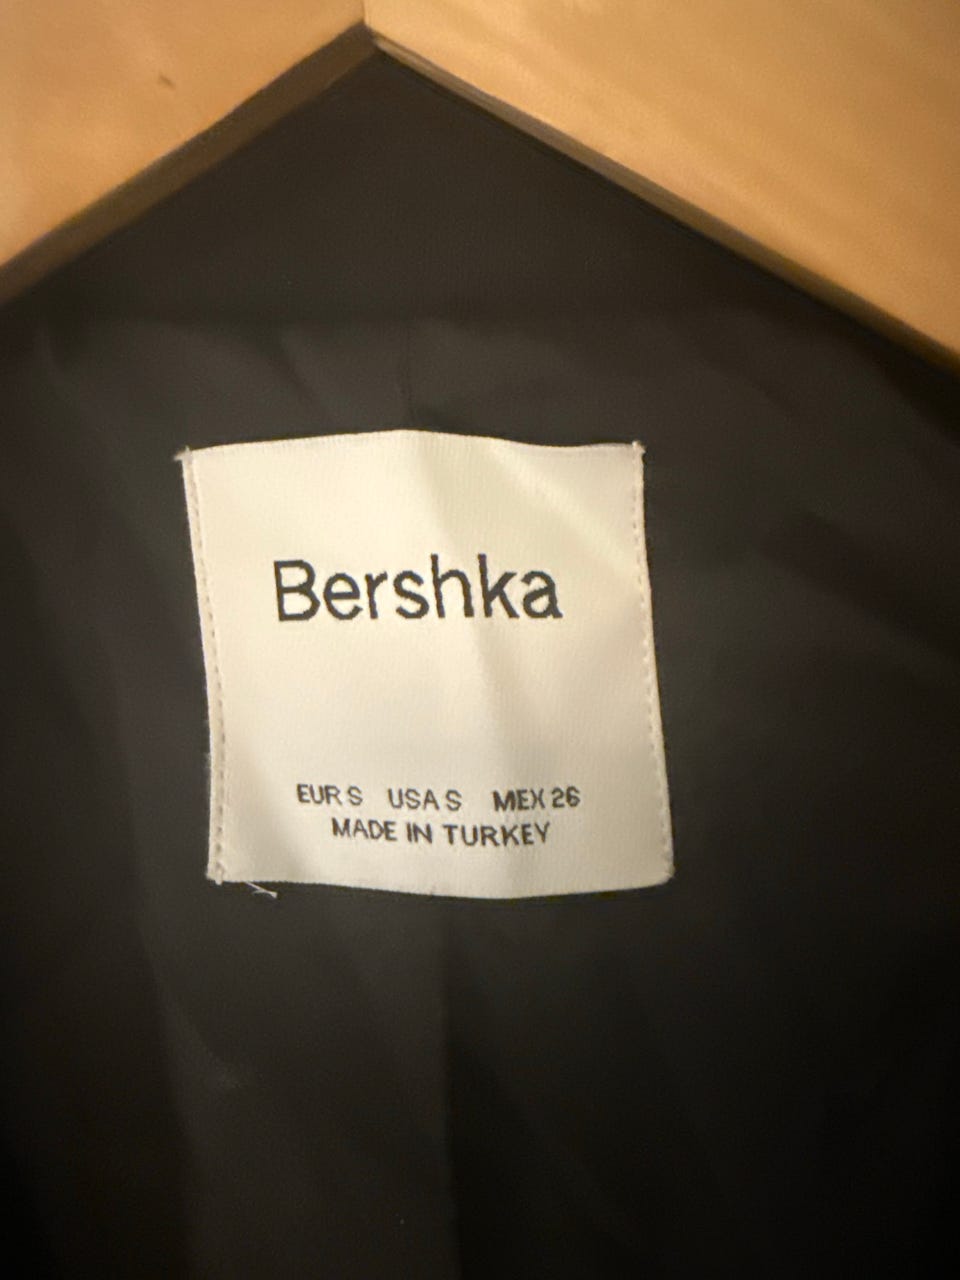 Bershka
EUR S USA S MEX 26
MADE IN TURKEY